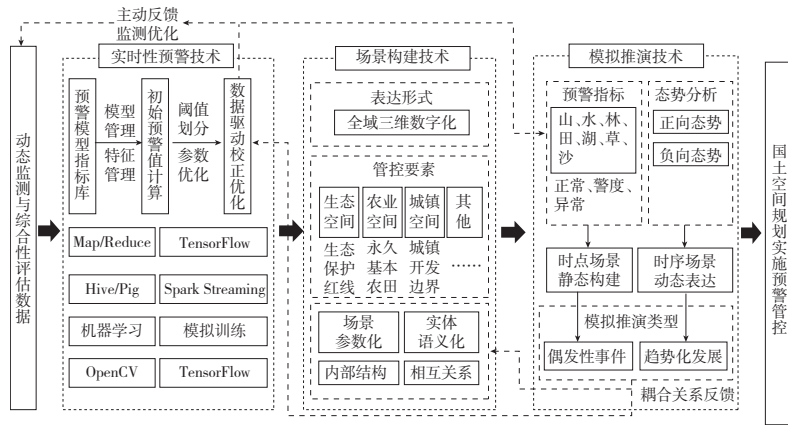 主动反馈
监测优化
动态监测与综合性评估数据
实时性预警技术
预警模型指标库
模型
管理
特征
管理
初始预警值计算
阈值
划分
参数
优化
数据驱动校正优化
Map/Reduce
TensorFlow
Hive/Pig
Spark Streaming
机器学习
模拟训练
OpenCV
TensorFlow
场景构建技术
表达形式
全域三维数字化
管控要素
生态
空间
农业
空间
城镇
空间
其
他
生态
保护
红线
永久
基本
农田
城镇
开发
边界
……
场景
参数化
实体
语义化
内部结构
相互关系
模拟推演技术
预警指标
山、水、林、
田、湖、草、
沙
正常、警度、
异常
态势分析
正向态势
负向态势
时点场景
静态构建
时序场景
动态表达
模拟推演类型
偶发性事件
趋势化发展
耦合关系反馈
国土空间规划实施预警管控